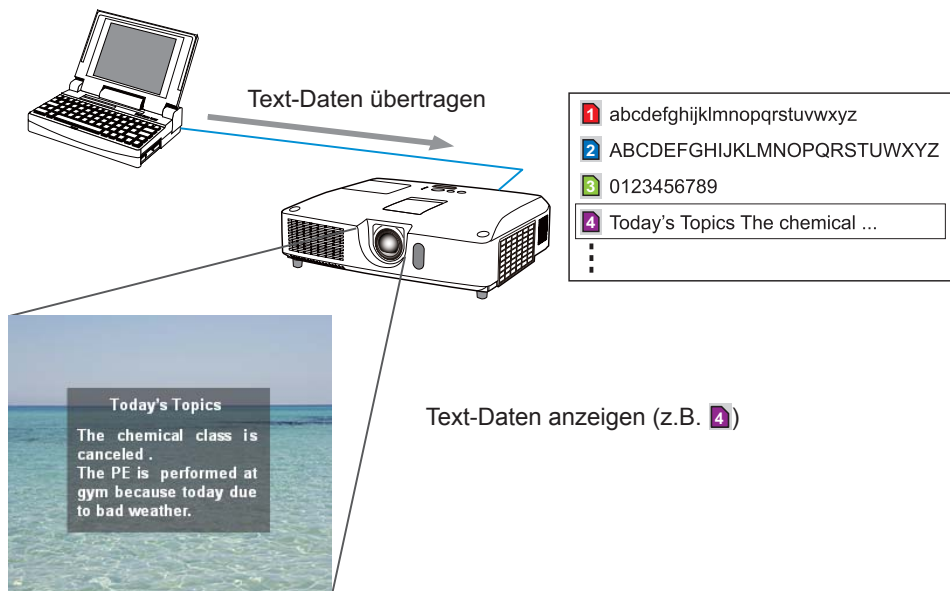 Text-Daten übertragen
1 abcdefghijklmnopqrstuvwxyz
2 ABCDEFGHIJKLMNOPQRSTUWXYZ
3 0123456789
4 Today's Topics The chemical ...
Today's Topics
The chemical class is
canceled .
The PE is performed at
gym because today due
to bad weather.
Text-Daten anzeigen (z.B. 4)